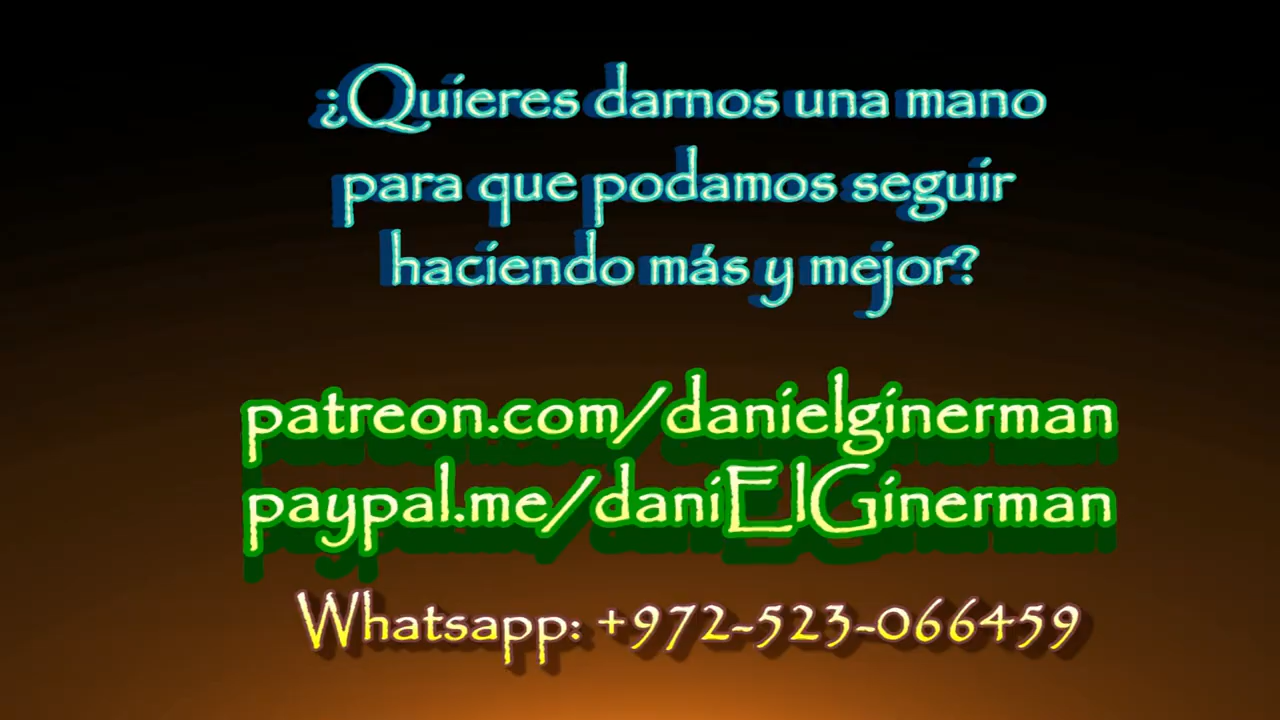 ¿Quieres darnos una mano
para que podamos seguir
haciendo más y mejor?
patreon.com/danielginerman
paypal.me/daniElGinerman
Whatsapp: +972-523-066459